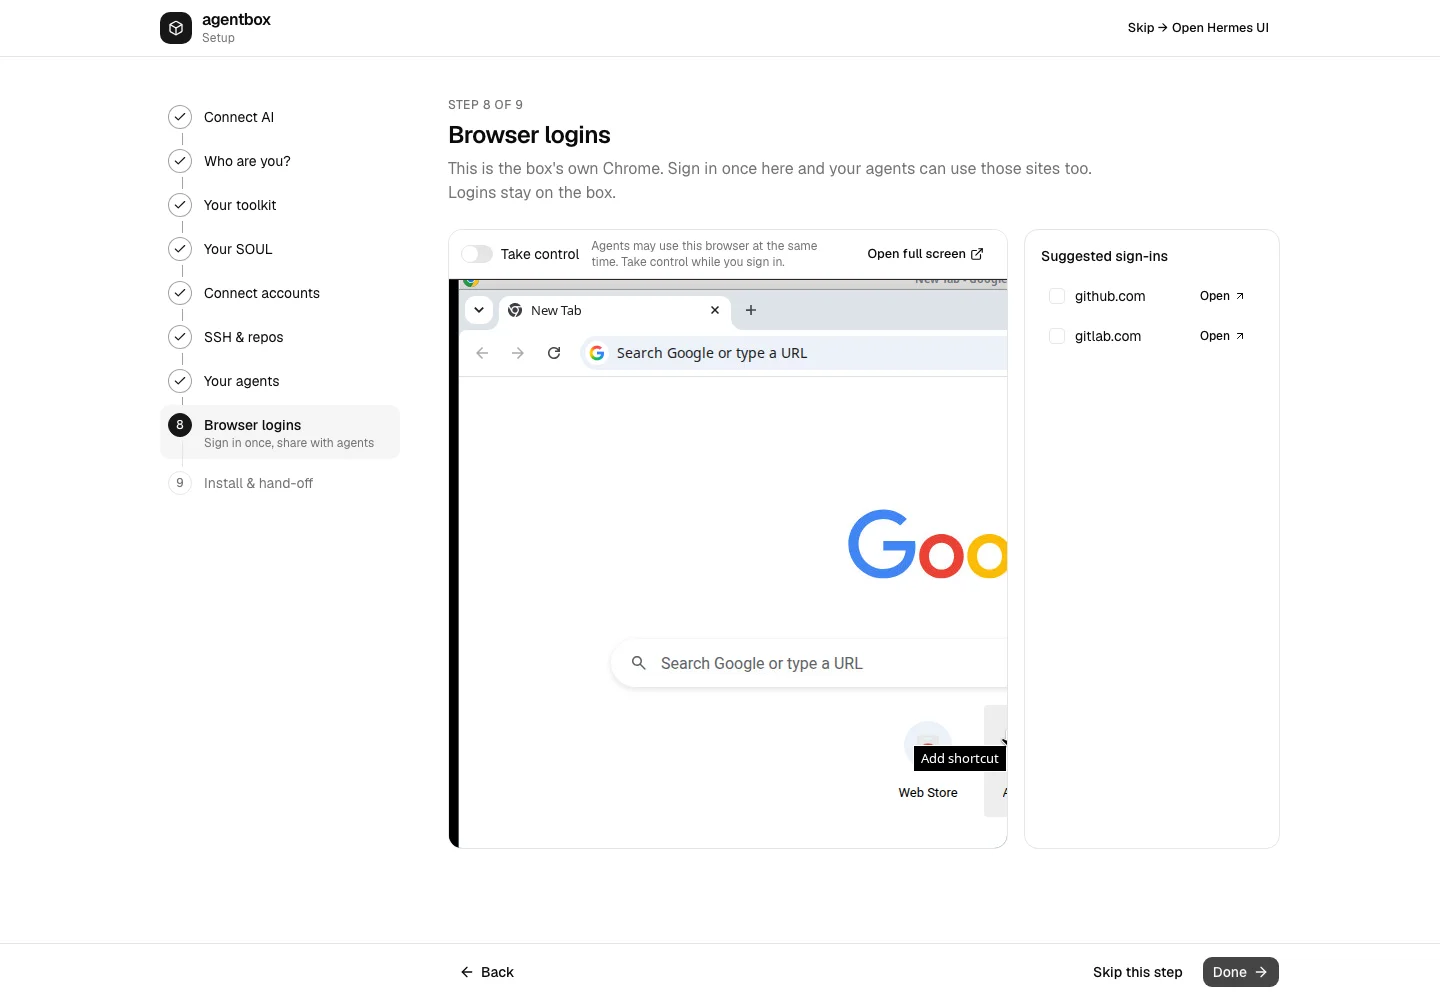 agentbox
Setup
Skip → Open Hermes UI
Connect AI
Who are you?
Your toolkit
Your SOUL
Connect accounts
SSH & repos
Your agents
8
Browser logins
Sign in once, share with agents
9
Install & hand-off
STEP 8 OF 9
Browser logins
This is the box's own Chrome. Sign in once here and your agents can use those sites too.
Logins stay on the box.
Take control
Agents may use this browser at the same
time. Take control while you sign in.
Open full screen
New Tab - Google
New Tab
Search Google or type a URL
Goo
Search Google or type a URL
Add shortcut
Web Store
Suggested sign-ins
github.com
Open
gitlab.com
Open
Back
Skip this step
Done